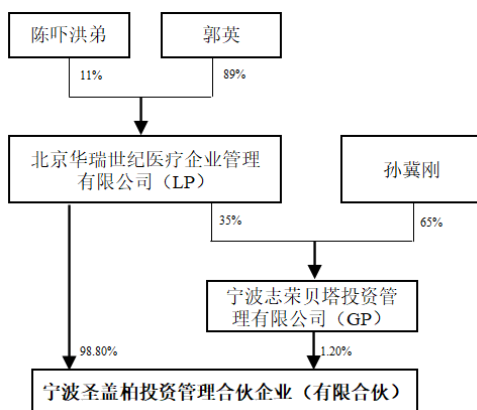 陈吓洪弟
郭英
11%
89%
北京华瑞世纪医疗企业管理
有限公司（LP）
孙冀刚
35%
65%
宁波志荣贝塔投资管
理有限公司（GP）
98.80%
1.20%
宁波圣盖柏投资管理合伙企业（有限合伙）